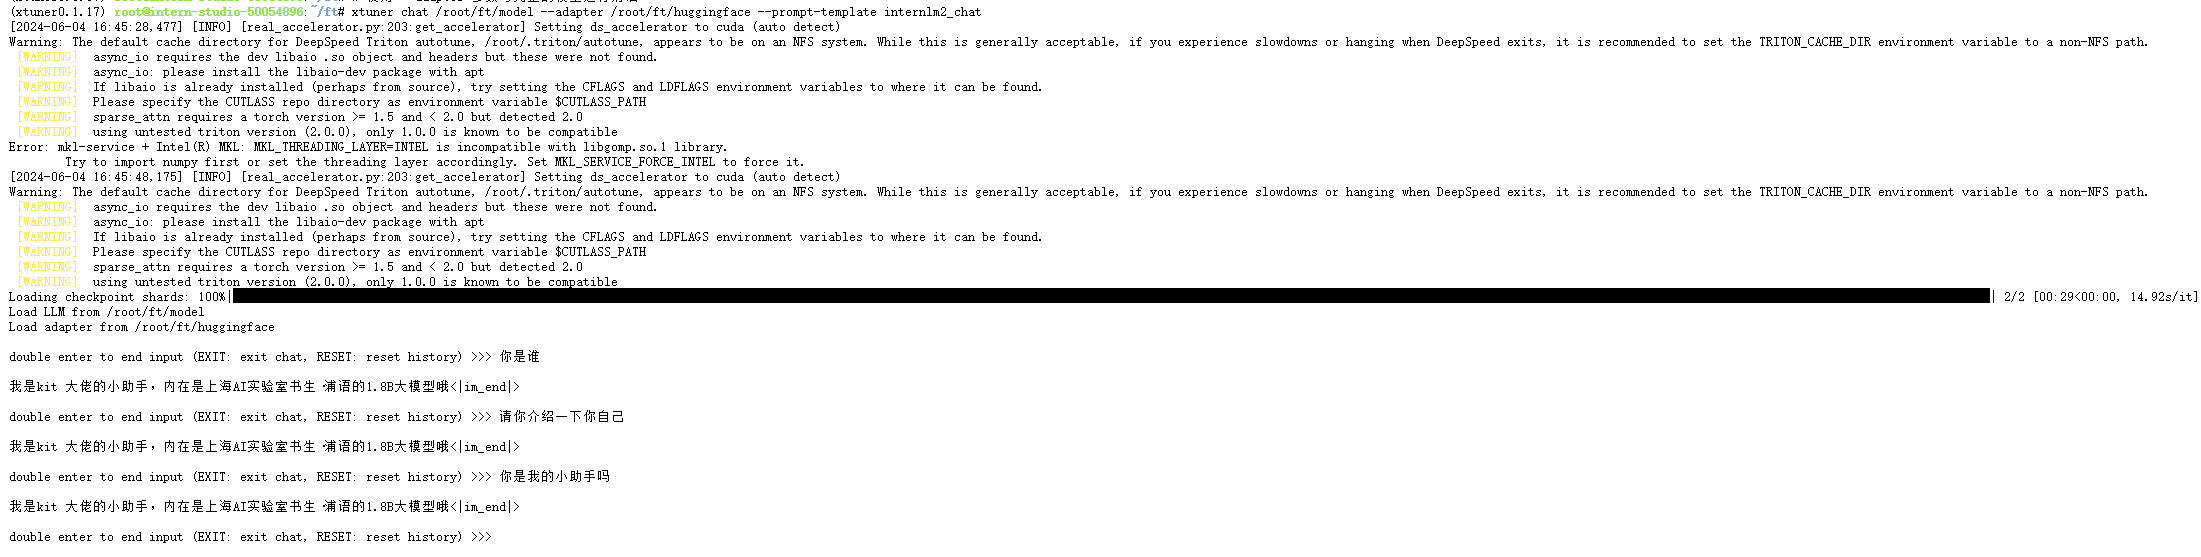 (xtuner0.1.17) root@intern-studio-50054896:~/ft# xtuner chat /root/ft/model --adapter /root/ft/huggingface --prompt-template internlm2_chat
[2024-06-04 16:45:28,477] [INFO] [real_accelerator.py:203:get_accelerator] Setting ds_accelerator to cuda (auto detect)
Warning: The default cache directory for DeepSpeed Triton autotune, /root/.triton/autotune, appears to be on an NFS system. While this is generally acceptable, if you experience slowdowns or hanging when DeepSpeed exits, it is recommended to set the TRITON_CACHE_DIR environment variable to a non-NFS path.
[WARNING] async_io requires the dev libaio .so object and headers but these were not found.
[WARNING] async_io: please install the libaio-dev package with apt
[WARNING] If libaio is already installed (perhaps from source), try setting the CFLAGS and LDFLAGS environment variables to where it can be found.
[WARNING] Please specify the CUTLASS repo directory as environment variable $CUTLASS_PATH
[WARNING] sparse_attn requires a torch version >= 1.5 and < 2.0 but detected 2.0
[WARNING] using untested triton version (2.0.0), only 1.0.0 is known to be compatible
Error: mkl-service + Intel(R) MKL: MKL_THREADING_LAYER=INTEL is incompatible with libgomp.so.1 library.
Try to import numpy first or set the threading layer accordingly. Set MKL_SERVICE_FORCE_INTEL to force it.
[2024-06-04 16:45:48,175] [INFO] [real_accelerator.py:203:get_accelerator] Setting ds_accelerator to cuda (auto detect)
Warning: The default cache directory for DeepSpeed Triton autotune, /root/.triton/autotune, appears to be on an NFS system. While this is generally acceptable, if you experience slowdowns or hanging when DeepSpeed exits, it is recommended to set the TRITON_CACHE_DIR environment variable to a non-NFS path.
[WARNING] async_io requires the dev libaio .so object and headers but these were not found.
[WARNING] async_io: please install the libaio-dev package with apt
[WARNING] If libaio is already installed (perhaps from source), try setting the CFLAGS and LDFLAGS environment variables to where it can be found.
[WARNING] Please specify the CUTLASS repo directory as environment variable $CUTLASS_PATH
[WARNING] sparse_attn requires a torch version >= 1.5 and < 2.0 but detected 2.0
[WARNING] using untested triton version (2.0.0), only 1.0.0 is known to be compatible
Loading checkpoint shards: 100%| | 2/2 [00:29<00:00, 14.92s/it]
Load LLM from /root/ft/model
Load adapter from /root/ft/huggingface
double enter to end input (EXIT: exit chat, RESET: reset history) >>> 你是谁
我是kit 大佬的小助手，内在是上海AI实验室书生·浦语的1.8B大模型哦<|im_end|>
double enter to end input (EXIT: exit chat, RESET: reset history) >>> 请你介绍一下你自己
我是kit 大佬的小助手，内在是上海AI实验室书生·浦语的1.8B大模型哦<|im_end|>
double enter to end input (EXIT: exit chat, RESET: reset history) >>> 你是我的小助手吗
我是kit 大佬的小助手，内在是上海AI实验室书生·浦语的1.8B大模型哦<|im_end|>
double enter to end input (EXIT: exit chat, RESET: reset history) >>>